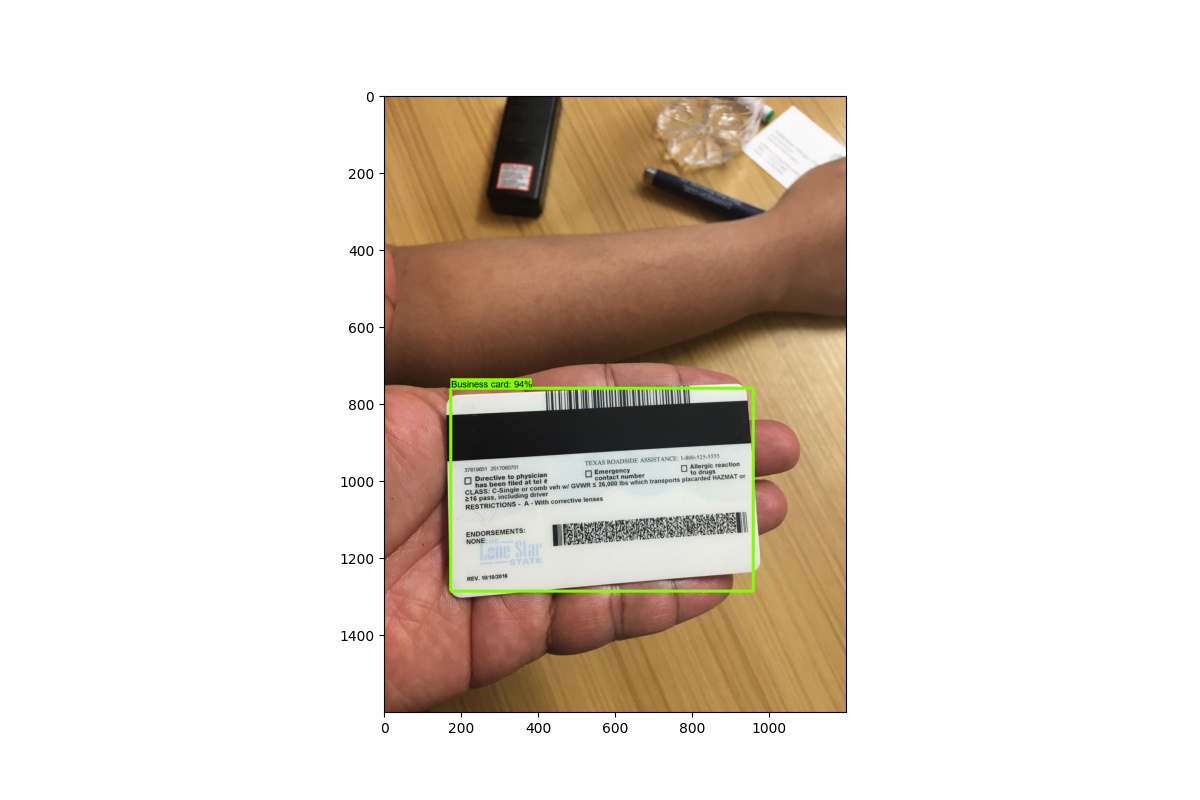 0
200
400
600
800
1000
1200
1400
Business card: 94%
37619651 2017060701
TEXAS ROADSIDE ASSISTANCE: 1-800-525-5555
Directive to physician
has been filed at tel #
Emergency
contact number
Allergic reaction
to drugs
CLASS: C-Single or comb veh w/ GVWR ≤ 26,000 lbs which transports placarded HAZMAT or
≥16 pass, including driver
RESTRICTIONS - A - With corrective lenses
ENDORSEMENTS:
NONE
THE
Lone Star
STATE
REV. 10/10/2016
0 200 400 600 800 1000